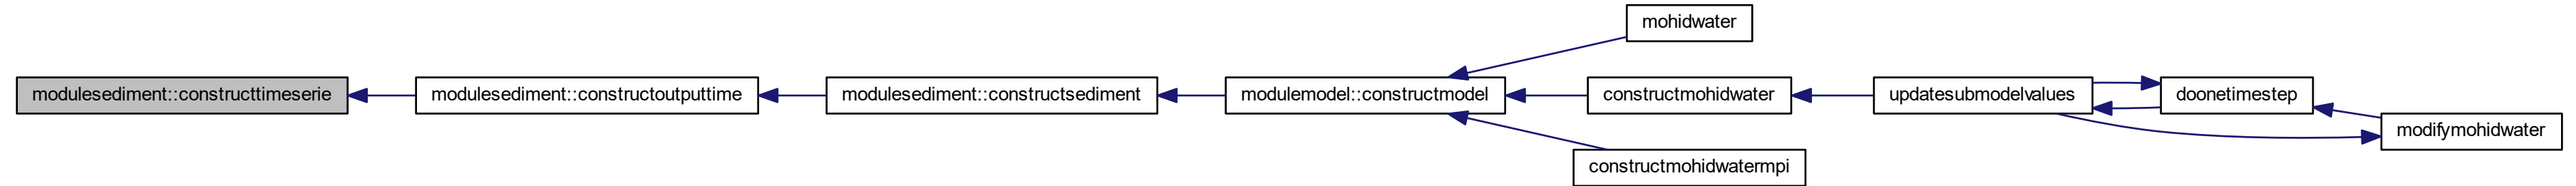 mohidwater
modulesediment::constructtimeserie
modulesediment::constructoutputtime
modulesediment::constructsediment
modulemodel::constructmodel
constructmohidwater
updatesubmodelvalues
doonetimestep
modifymohidwater
constructmohidwatermpi